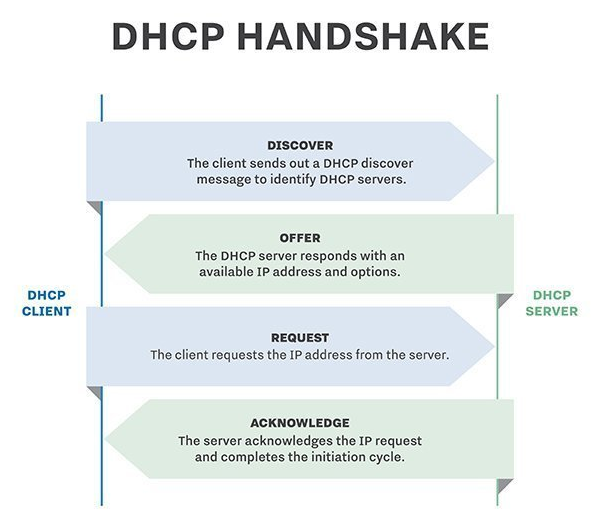 DHCP HANDSHAKE
DISCOVER
The client sends out a DHCP discover
message to identify DHCP servers.
OFFER
The DHCP server responds with an
available IP address and options.
DHCP
CLIENT
DHCP
SERVER
REQUEST
The client requests the IP address from the server.
ACKNOWLEDGE
The server acknowledges the IP request
and completes the initiation cycle.